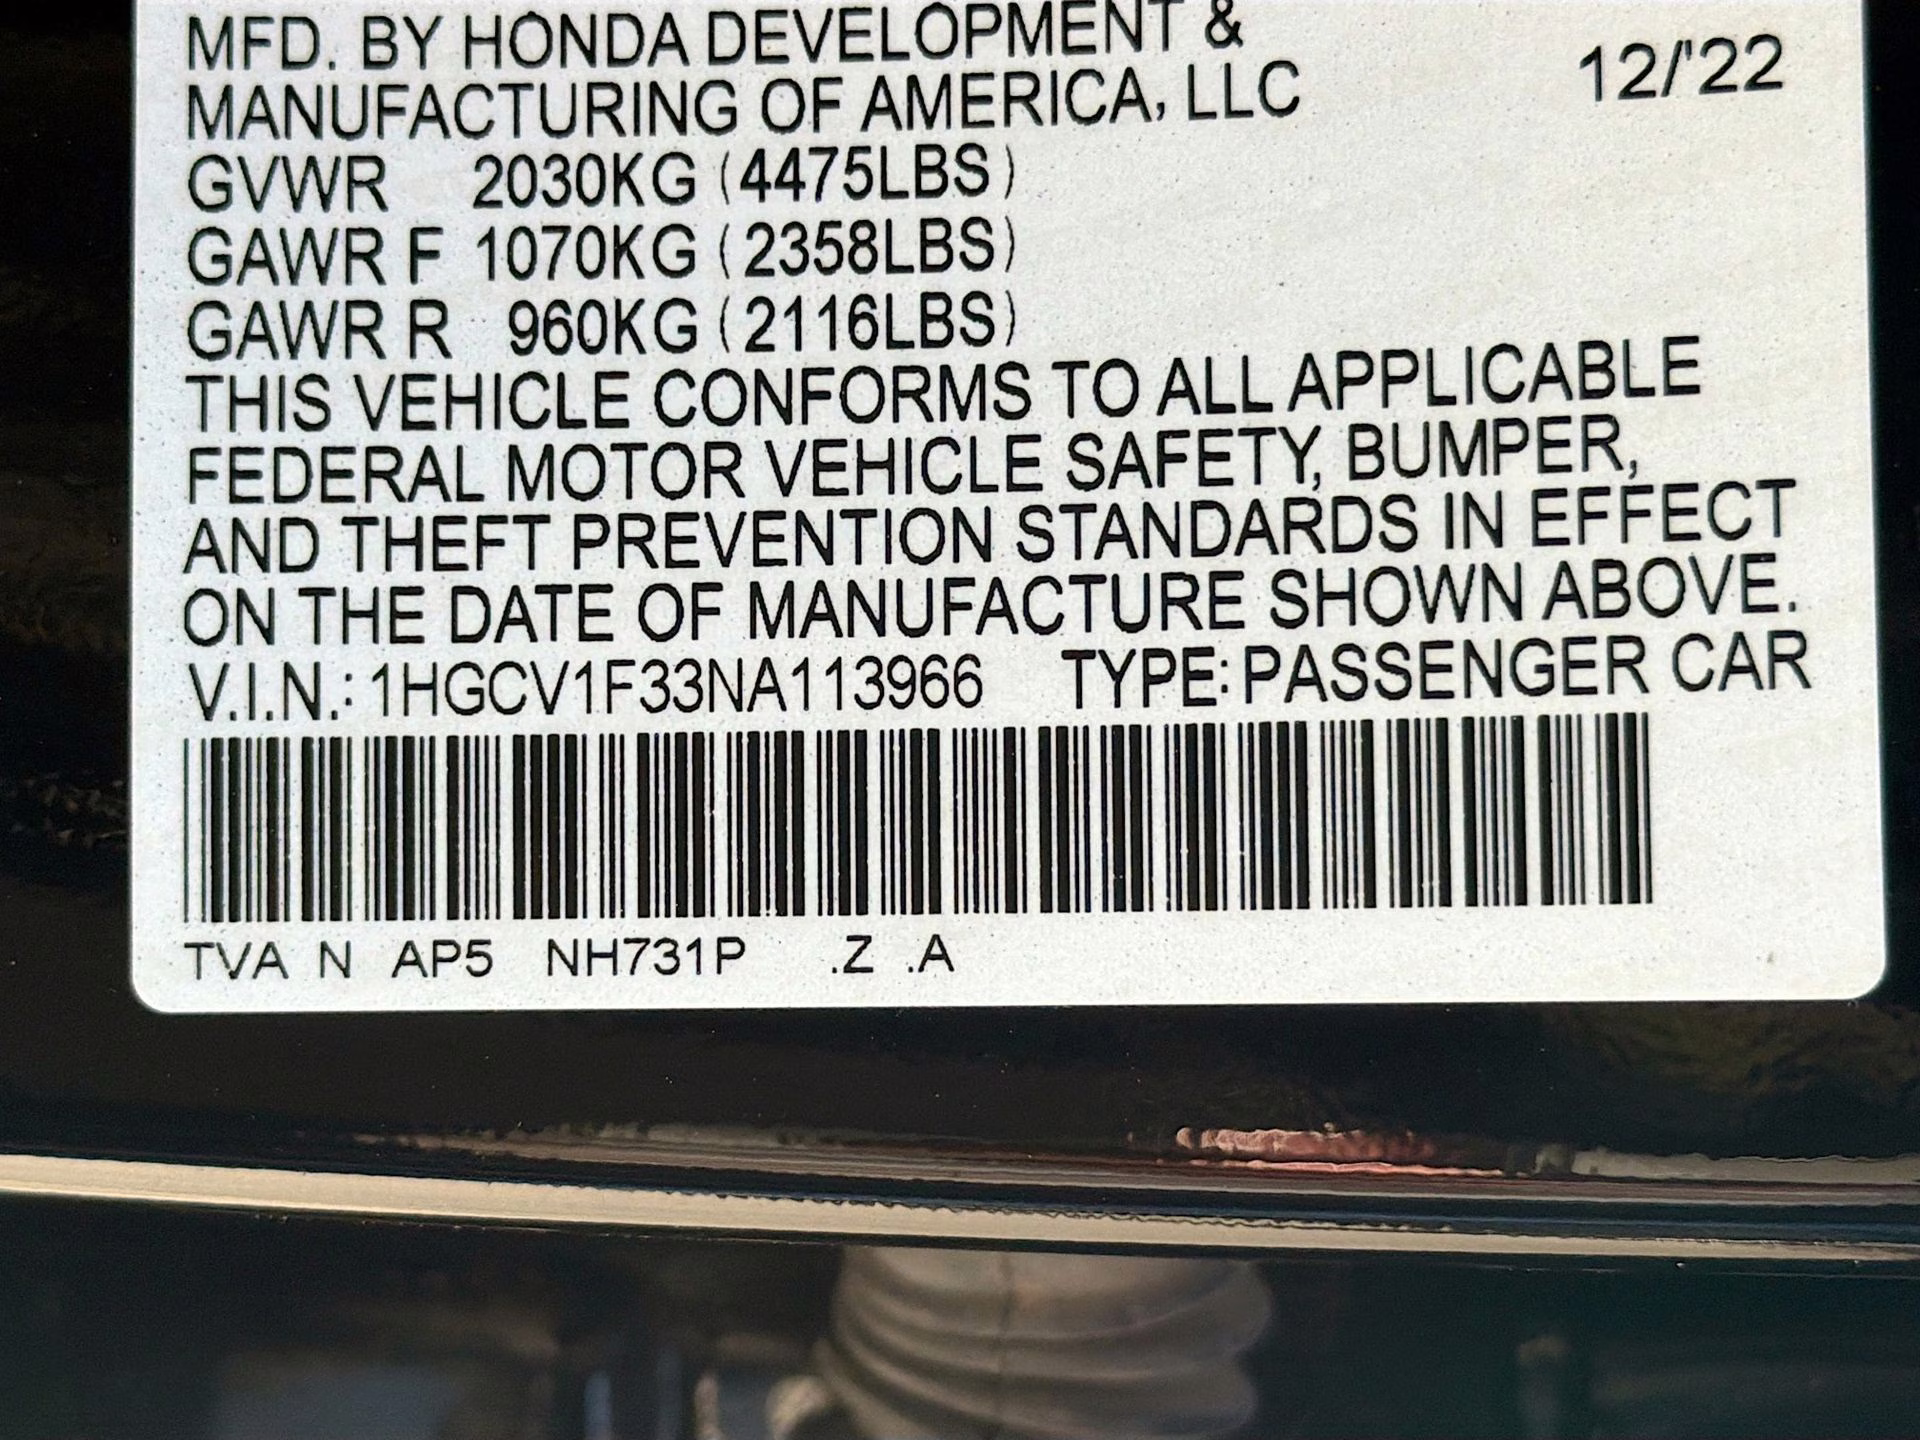 MFD. BY HONDA DEVELOPMENT &
MANUFACTURING OF AMERICA, LLC 12/'22
GVWR 2030KG (4475LBS)
GAWR F 1070KG (2358LBS)
GAWR R 960KG (2116LBS)
THIS VEHICLE CONFORMS TO ALL APPLICABLE
FEDERAL MOTOR VEHICLE SAFETY, BUMPER,
AND THEFT PREVENTION STANDARDS IN EFFECT
ON THE DATE OF MANUFACTURE SHOWN ABOVE.
V.I.N.: 1HGCV1F33NA113966 TYPE: PASSENGER CAR
TVA N AP5 NH731P .Z .A